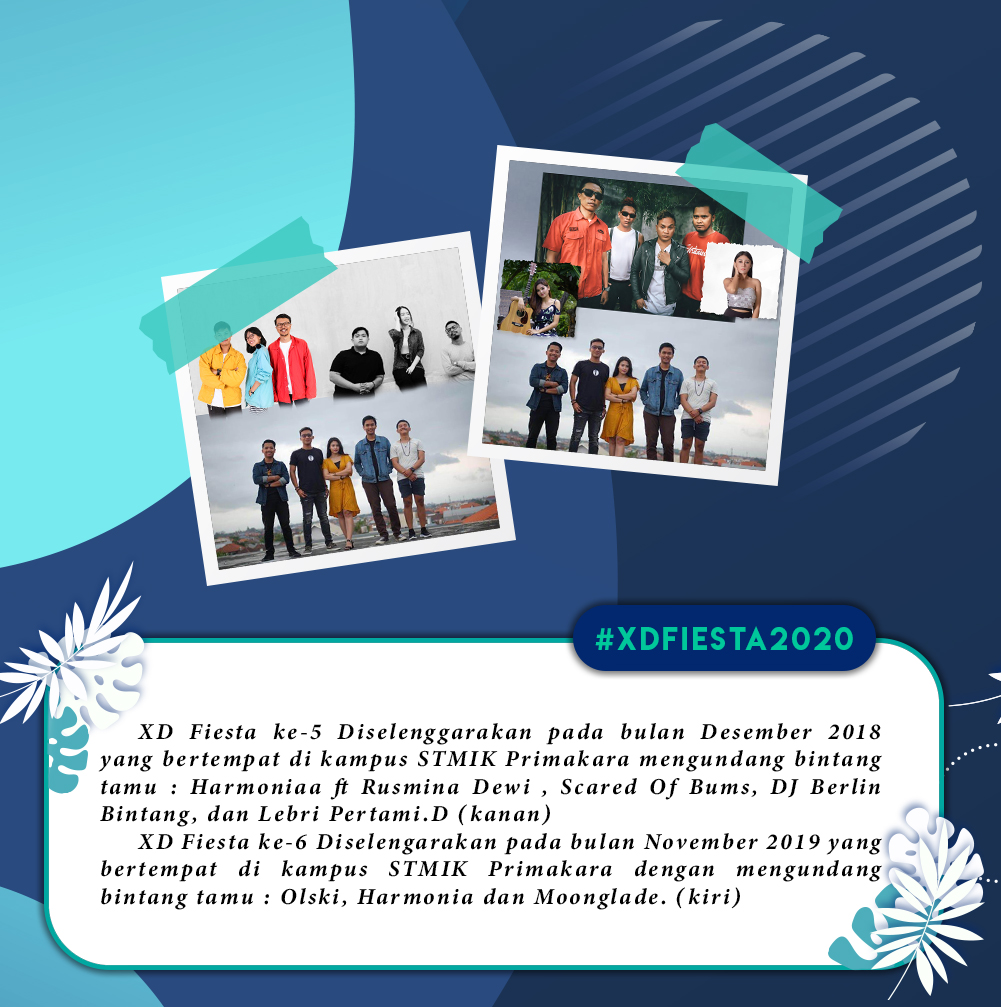 #XDFIESTA2020
XD Fiesta ke-5 Diselenggarakan pada bulan Desember 2018
yang bertempat di kampus STMIK Primakara mengundang bintang
tamu : Harmoniaa ft Rusmina Dewi , Scared Of Bums, DJ Berlin
Bintang, dan Lebri Pertami.D (kanan)
XD Fiesta ke-6 Diselengarakan pada bulan November 2019 yang
bertempat di kampus STMIK Primakara dengan mengundang
bintang tamu : Olski, Harmonia dan Moonglade. (kiri)